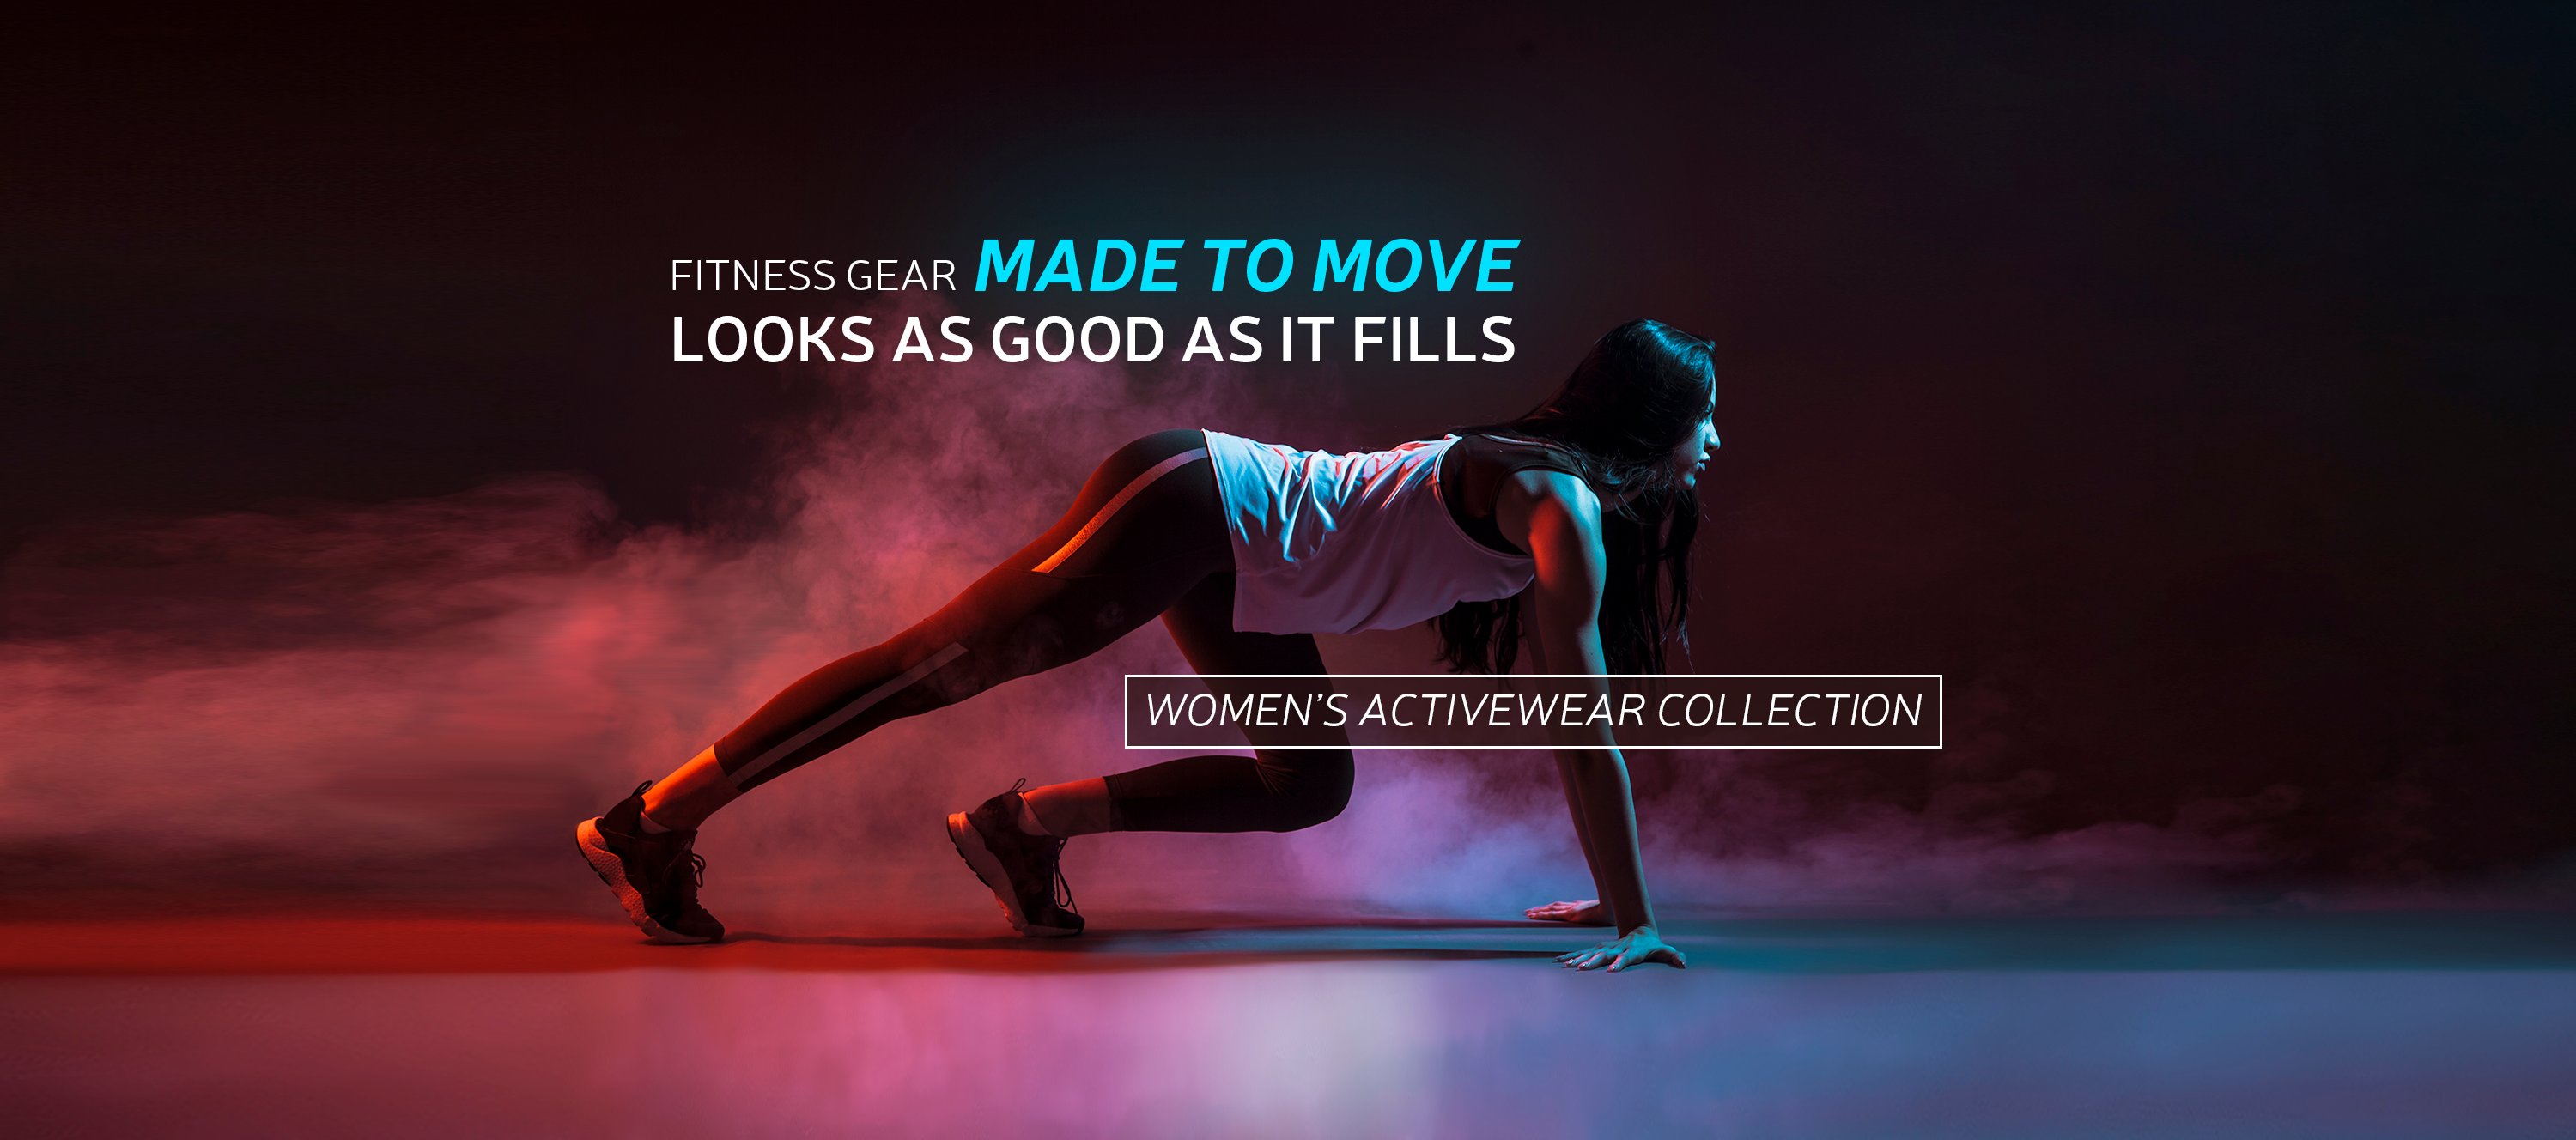 FITNESS GEAR MADE TO MOVE
LOOKS AS GOOD AS IT FILLS
WOMEN’S ACTIVEWEAR COLLECTION